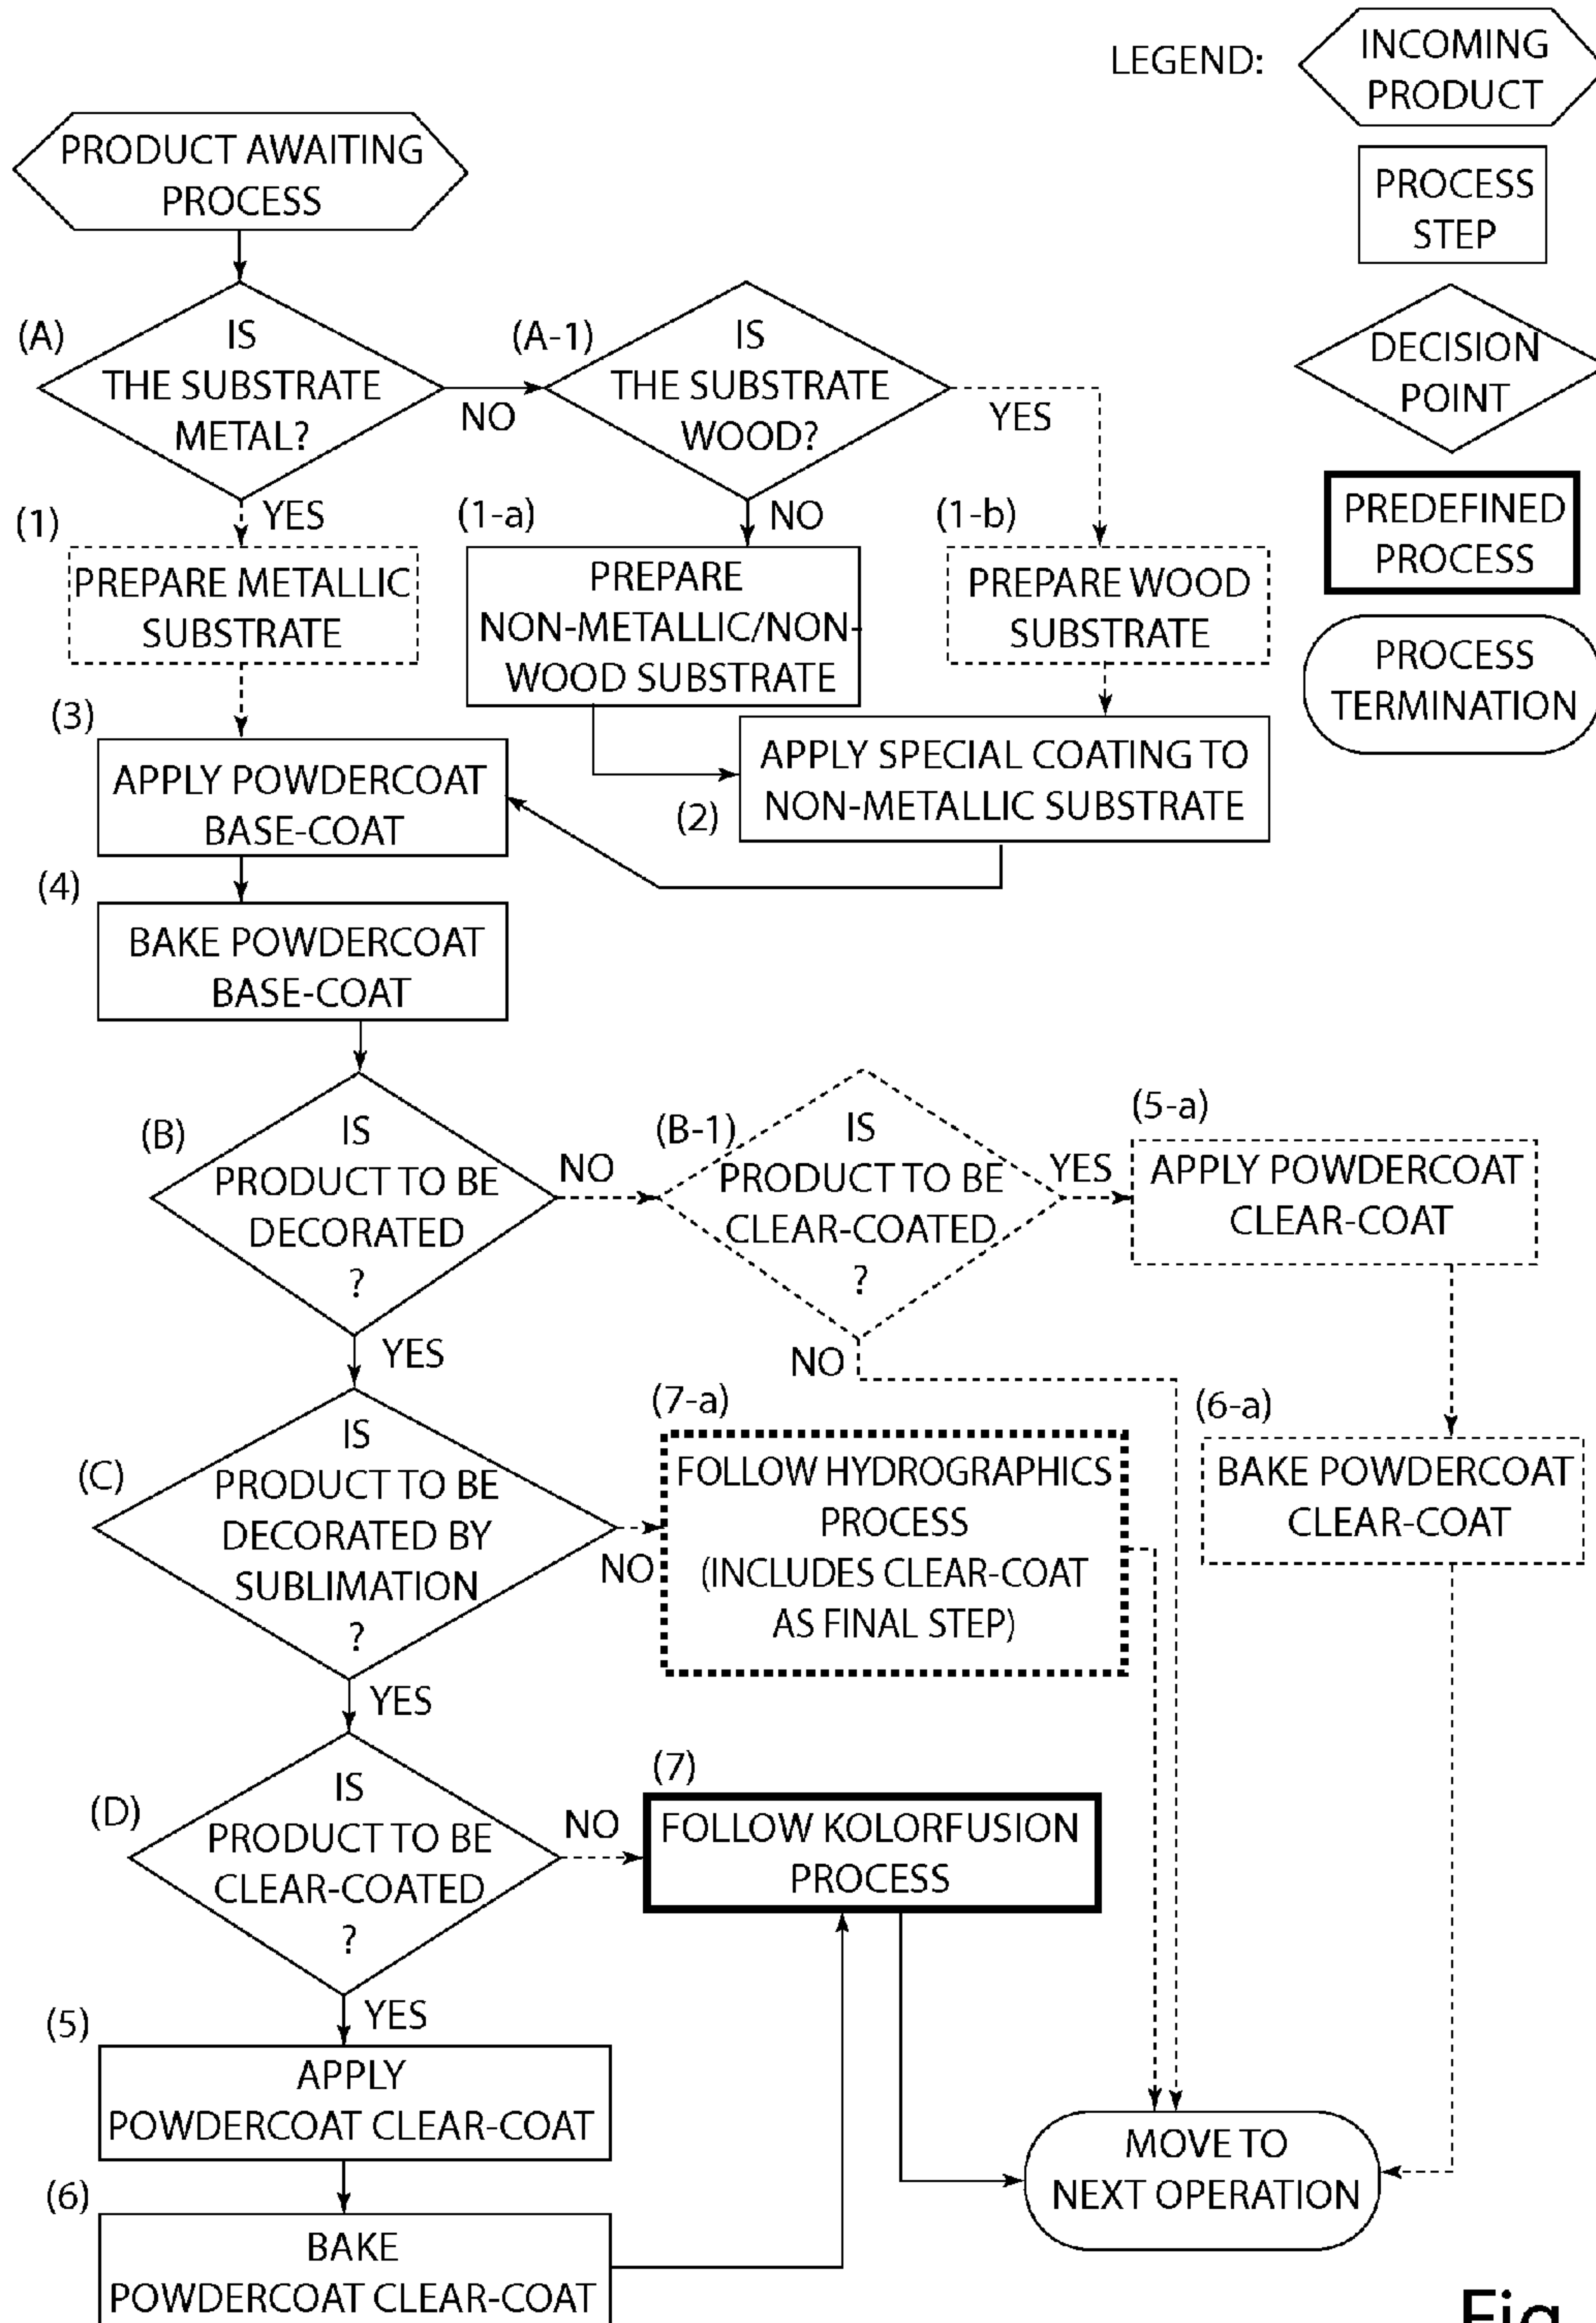 LEGEND:
INCOMING
PRODUCT
PROCESS
STEP
DECISION
POINT
PREDEFINED
PROCESS
PROCESS
TERMINATION
PRODUCT AWAITING
PROCESS
(A)
IS
THE SUBSTRATE
METAL?
NO
(A-1)
IS
THE SUBSTRATE
WOOD?
YES
YES
NO
(1)
PREPARE METALLIC
SUBSTRATE
(1-a)
PREPARE
NON-METALLIC/NON-
WOOD SUBSTRATE
(1-b)
PREPARE WOOD
SUBSTRATE
(2)
APPLY SPECIAL COATING TO
NON-METALLIC SUBSTRATE
(3)
APPLY POWDERCOAT
BASE-COAT
(4)
BAKE POWDERCOAT
BASE-COAT
(B)
IS
PRODUCT TO BE
DECORATED
?
NO
(B-1)
IS
PRODUCT TO BE
CLEAR-COATED
?
YES
(5-a)
APPLY POWDERCOAT
CLEAR-COAT
YES
NO
(6-a)
BAKE POWDERCOAT
CLEAR-COAT
(C)
IS
PRODUCT TO BE
DECORATED BY
SUBLIMATION
?
NO
(7-a)
FOLLOW HYDROGRAPHICS
PROCESS
(INCLUDES CLEAR-COAT
AS FINAL STEP)
YES
(D)
IS
PRODUCT TO BE
CLEAR-COATED
?
NO
(7)
FOLLOW KOLORFUSION
PROCESS
YES
(5)
APPLY
POWDERCOAT CLEAR-COAT
(6)
BAKE
POWDERCOAT CLEAR-COAT
MOVE TO
NEXT OPERATION
Fig